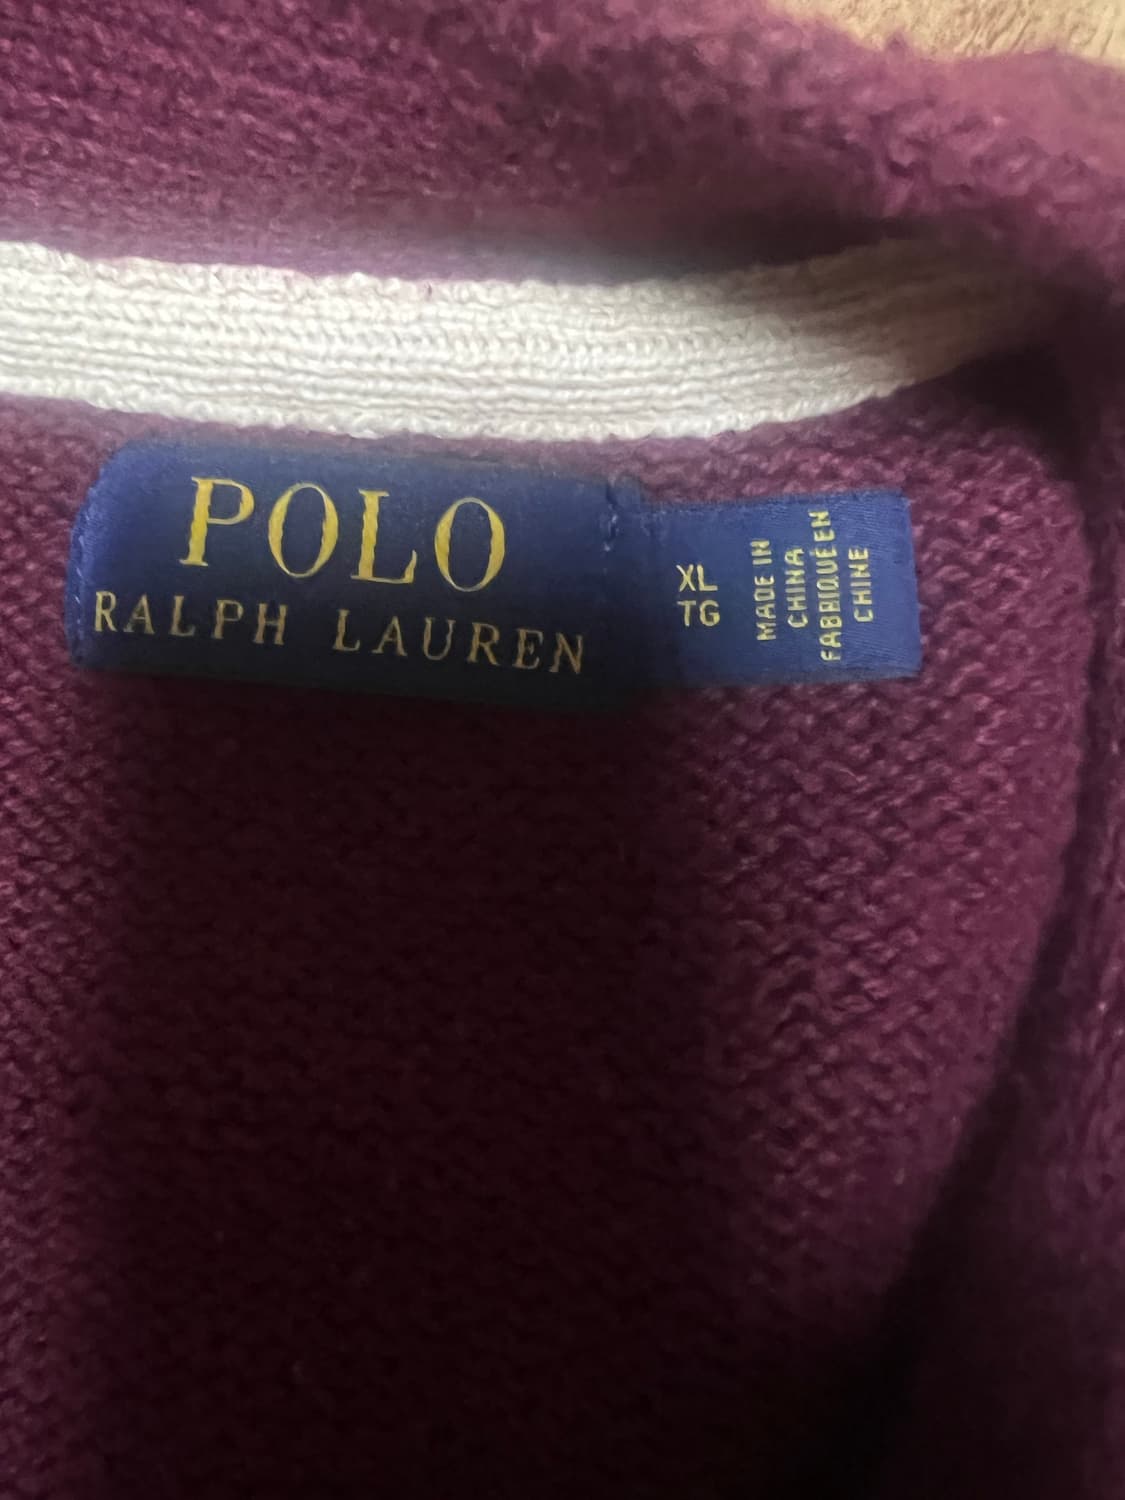 POLO
RALPH LAUREN
XL
TG
MADE IN
CHINA
FABRIQUÉ EN
CHINE